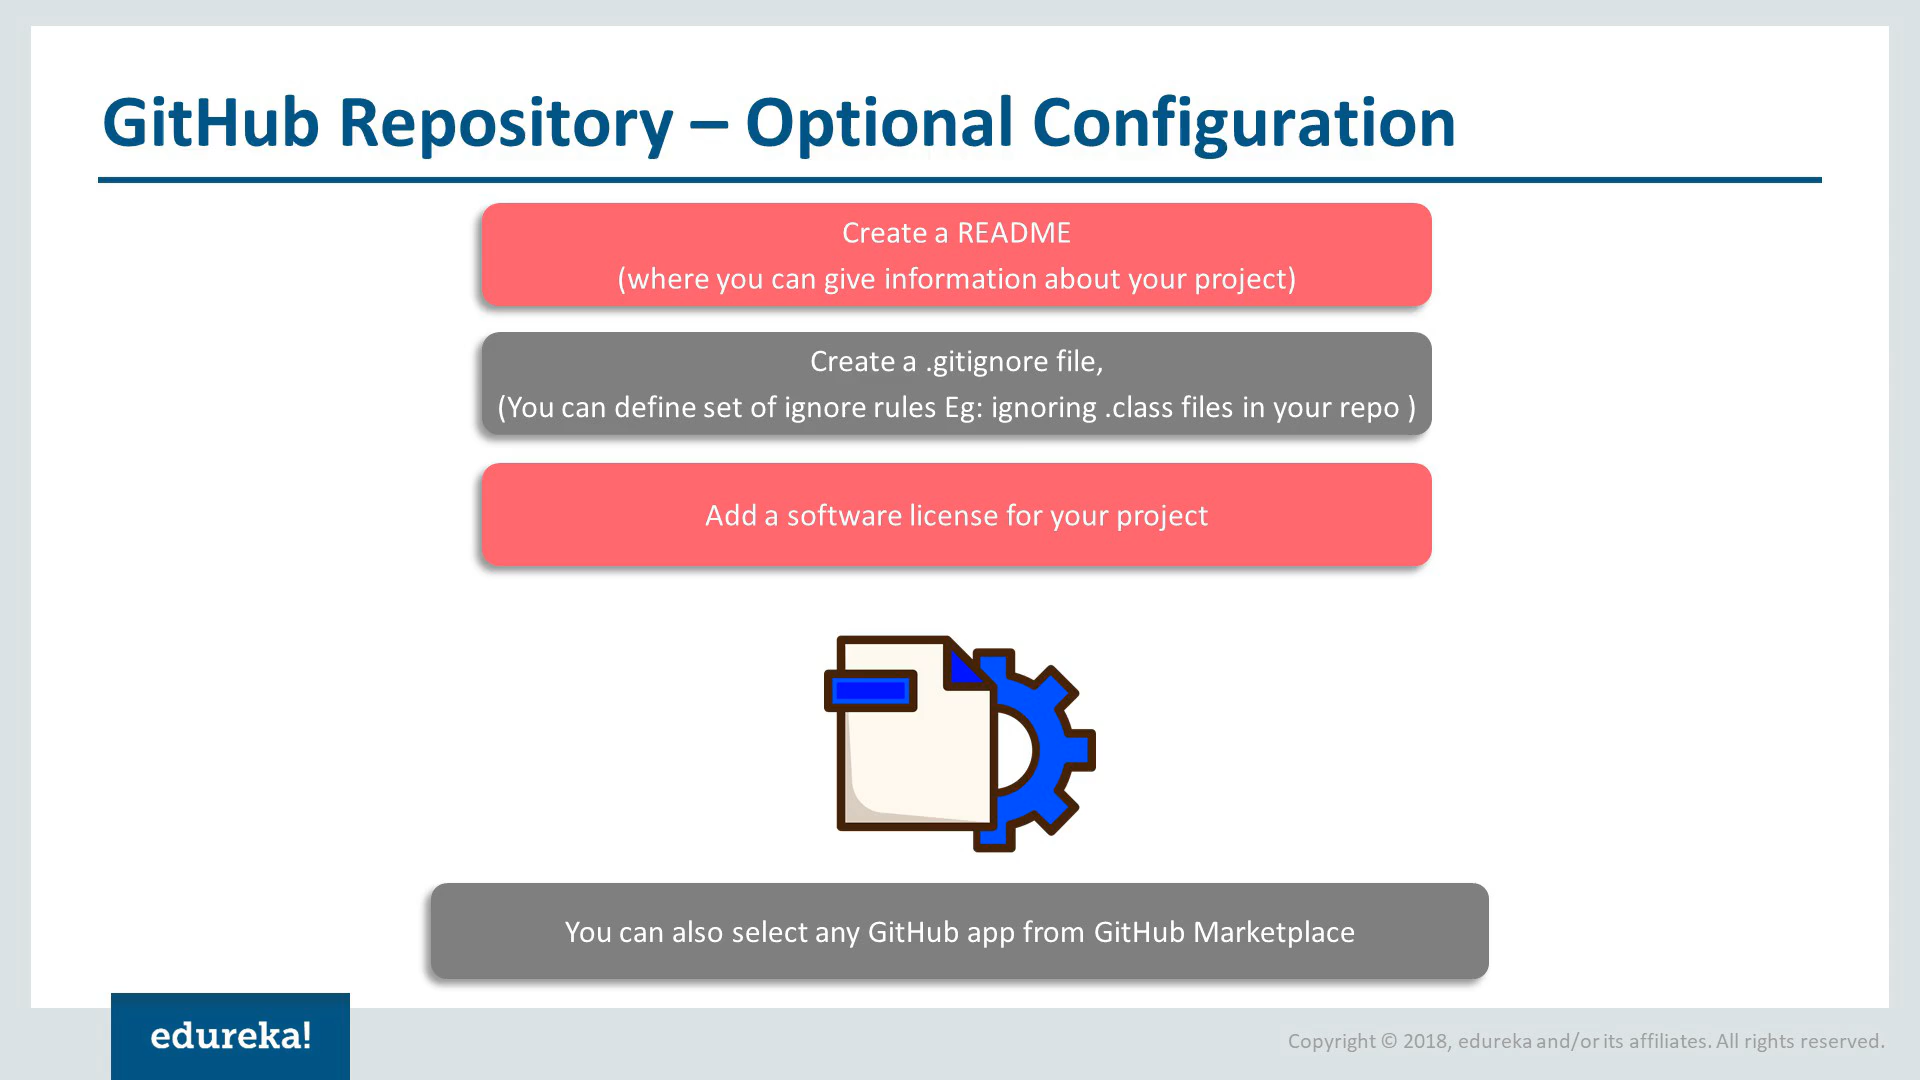 GitHub Repository – Optional Configuration
Create a README
(where you can give information about your project)
Create a .gitignore file,
(You can define set of ignore rules Eg: ignoring .class files in your repo )
Add a software license for your project
You can also select any GitHub app from GitHub Marketplace
edureka!
Copyright © 2018, edureka and/or its affiliates. All rights reserved.